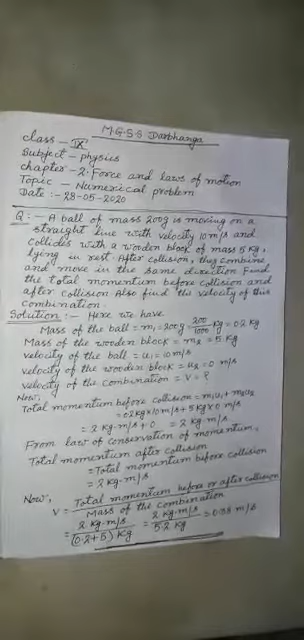 M.G.S.S Darbhanga
class - IX
Subject - physics
chapter - 2. Force and laws of motion
Topic - Numerical problem
Date :- 28-05-2020
Q: - A ball of mass 200g is moving on a
straight line with velocity 10 m/s and
collides with a wooden block of mass 5 kg,
lying in rest. After collision, they combine
and move in the same direction Find
the total momentum before collision and
after collision Also find the velocity of this
combination.
Solution :- Here we have
Mass of the ball = m₁ = 200g = 200/1000 kg = 0.2 kg
Mass of the wooden block = m₂ = 5 kg
velocity of the ball = u₁ = 10 m/s
velocity of the wooden block = u₂ = 0 m/s
velocity of the combination = V = ?
Now,
Total momentum before collision = m₁u₁ + m₂u₂
= 0.2 kg x 10 m/s + 5 kg x 0 m/s
= 2 kg-m/s + 0 = 2 kg-m/s
From law of conservation of momentum,
Total momentum after collision
= Total momentum before collision
= 2 kg-m/s
Now,
V = Total momentum before or after collision / Mass of the combination
= 2 kg-m/s / (0.2+5) kg = 2 kg-m/s / 5.2 kg = 0.38 m/s